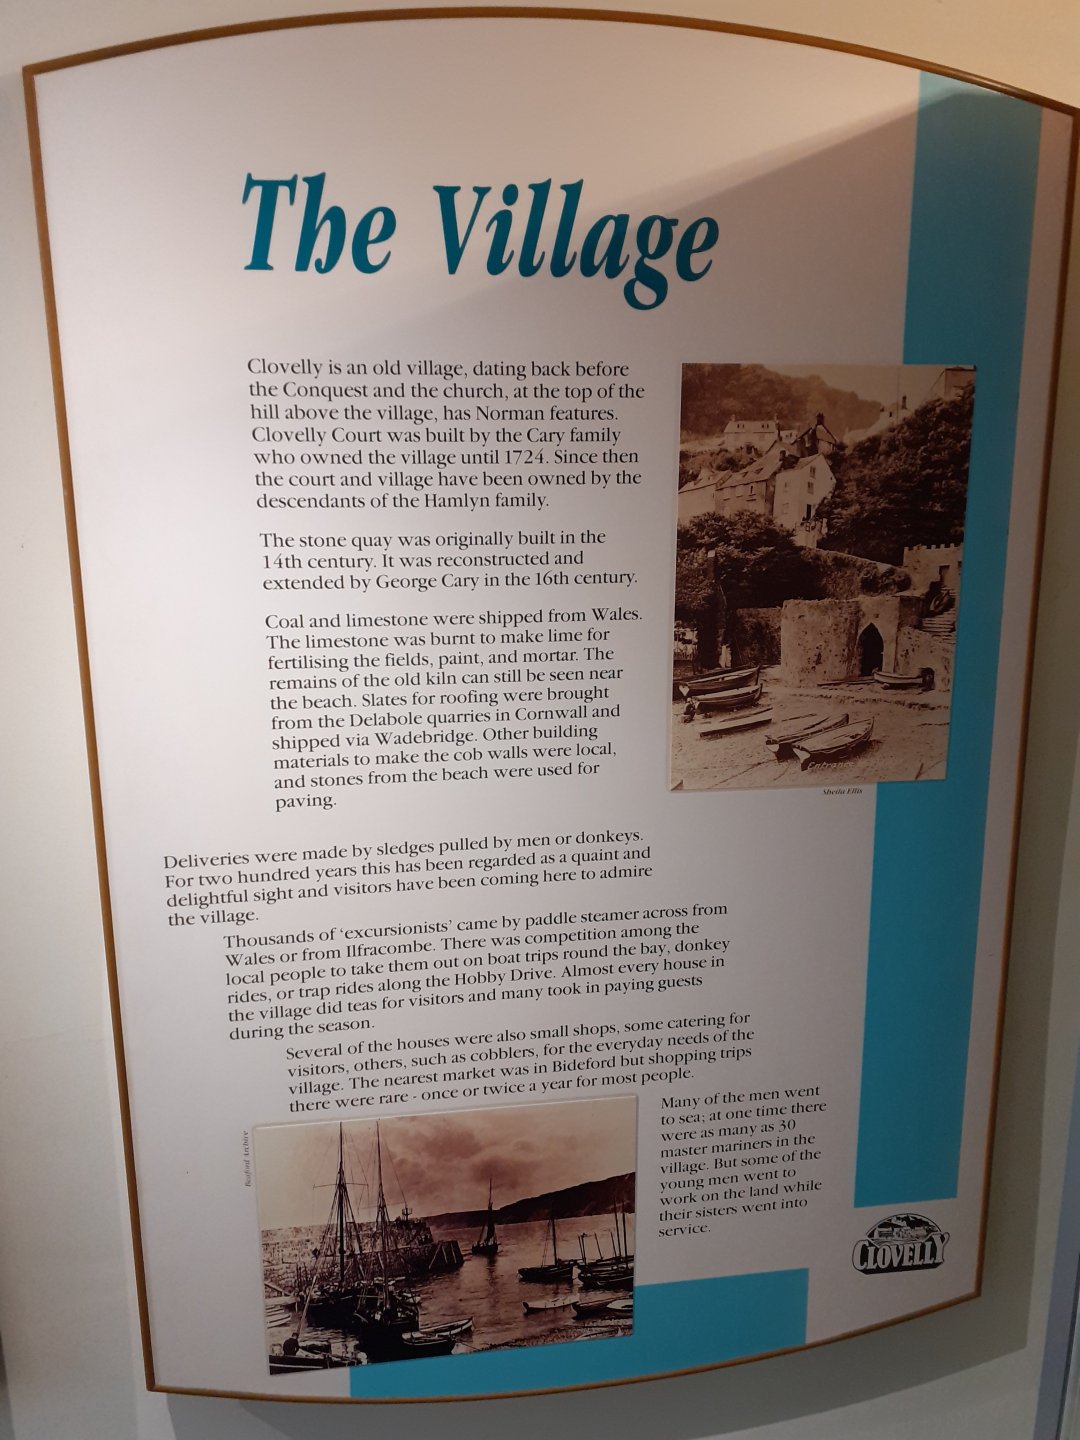 The Village
Clovelly is an old village, dating back before
the Conquest and the church, at the top of the
hill above the village, has Norman features.
Clovelly Court was built by the Cary family
who owned the village until 1724. Since then
the court and village have been owned by the
descendants of the Hamlyn family.
The stone quay was originally built in the
14th century. It was reconstructed and
extended by George Cary in the 16th century.
Coal and limestone were shipped from Wales.
The limestone was burnt to make lime for
fertilising the fields, paint, and mortar. The
remains of the old kiln can still be seen near
the beach. Slates for roofing were brought
from the Delabole quarries in Cornwall and
shipped via Wadebridge. Other building
materials to make the cob walls were local,
and stones from the beach were used for
paving.
Entrance
Sheila Ellis
Deliveries were made by sledges pulled by men or donkeys.
For two hundred years this has been regarded as a quaint and
delightful sight and visitors have been coming here to admire
the village.
Thousands of 'excursionists' came by paddle steamer across from
Wales or from Ilfracombe. There was competition among the
local people to take them out on boat trips round the bay, donkey
rides, or trap rides along the Hobby Drive. Almost every house in
the village did teas for visitors and many took in paying guests
during the season.
Several of the houses were also small shops, some catering for
visitors, others, such as cobblers, for the everyday needs of the
village. The nearest market was in Bideford but shopping trips
there were rare - once or twice a year for most people.
Beaford Archive
Many of the men went
to sea; at one time there
were as many as 30
master mariners in the
village. But some of the
young men went to
work on the land while
their sisters went into
service.
CLOVELLY